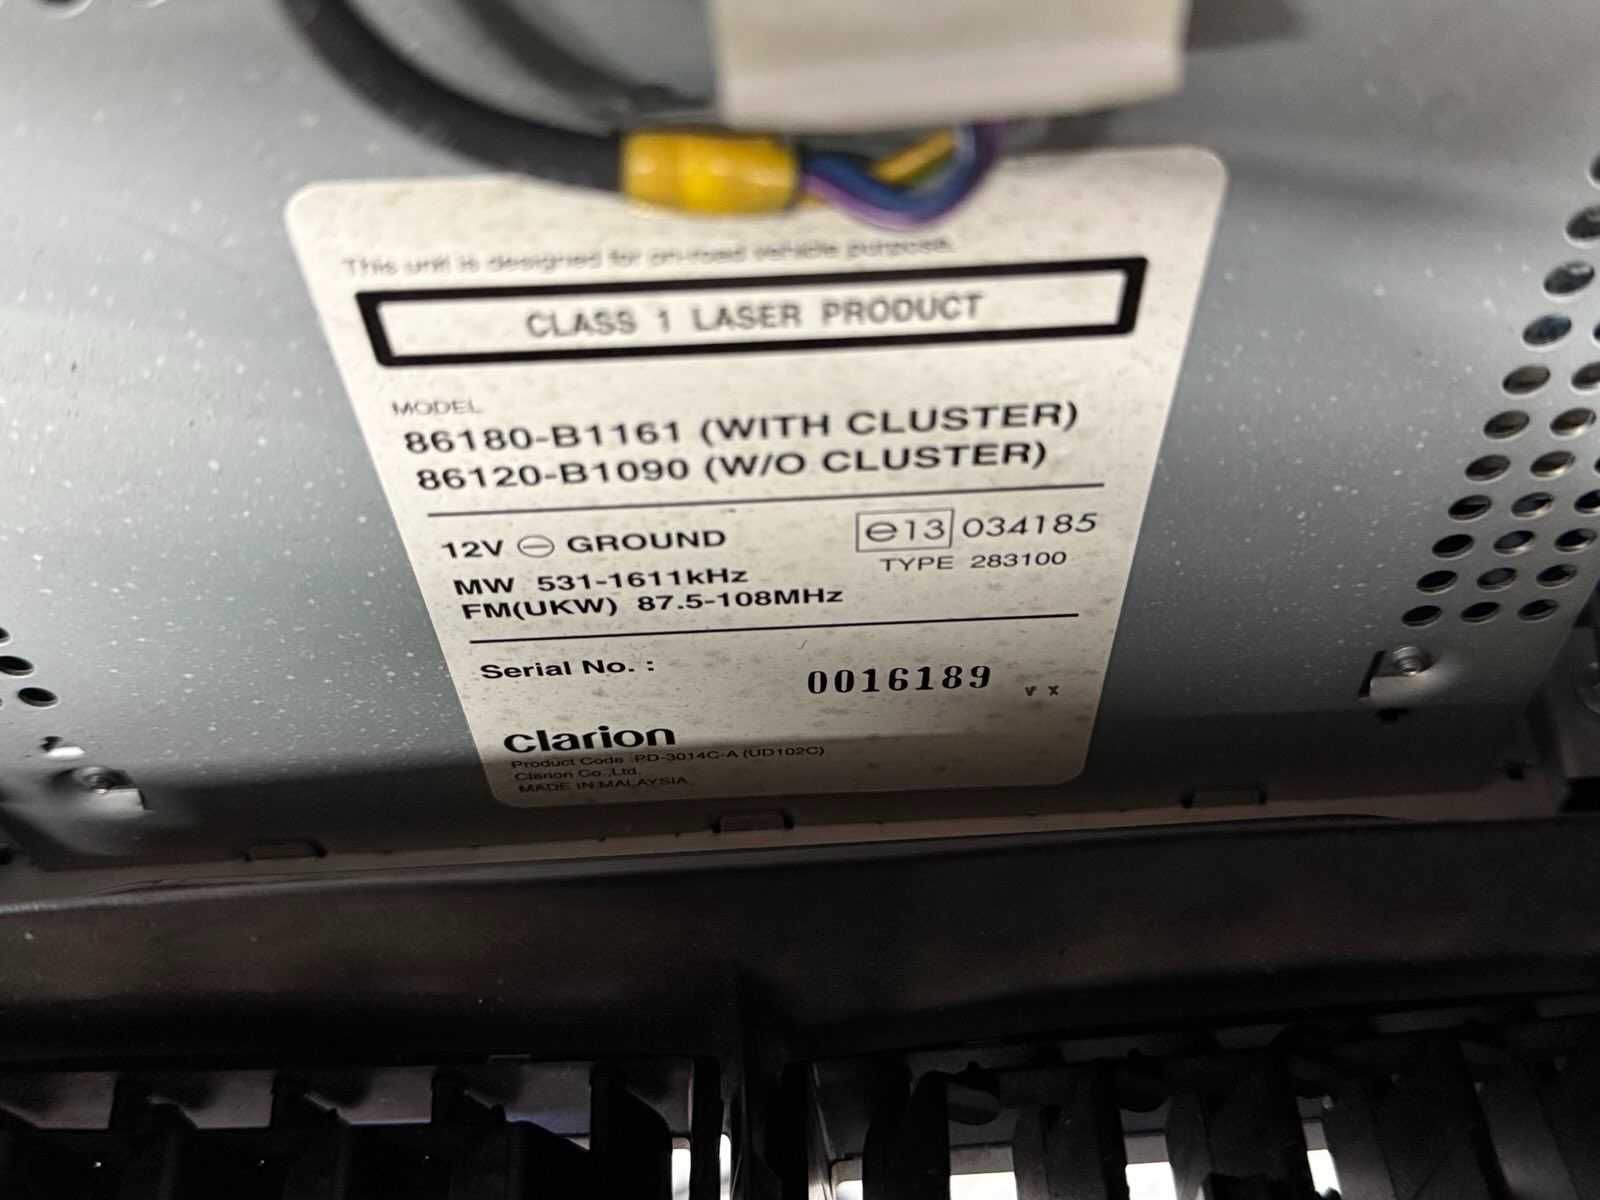 This unit is designed for on-road vehicle purpose.
CLASS 1 LASER PRODUCT
MODEL
86180-B1161 (WITH CLUSTER)
86120-B1090 (W/O CLUSTER)
12V ⊖ GROUND
e13 034185
TYPE 283100
MW 531-1611kHz
FM(UKW) 87.5-108MHz
Serial No. : 0016189 v x
clarion
Product Code :PD-3014C-A (UD102C)
Clarion Co.,Ltd.
MADE IN MALAYSIA